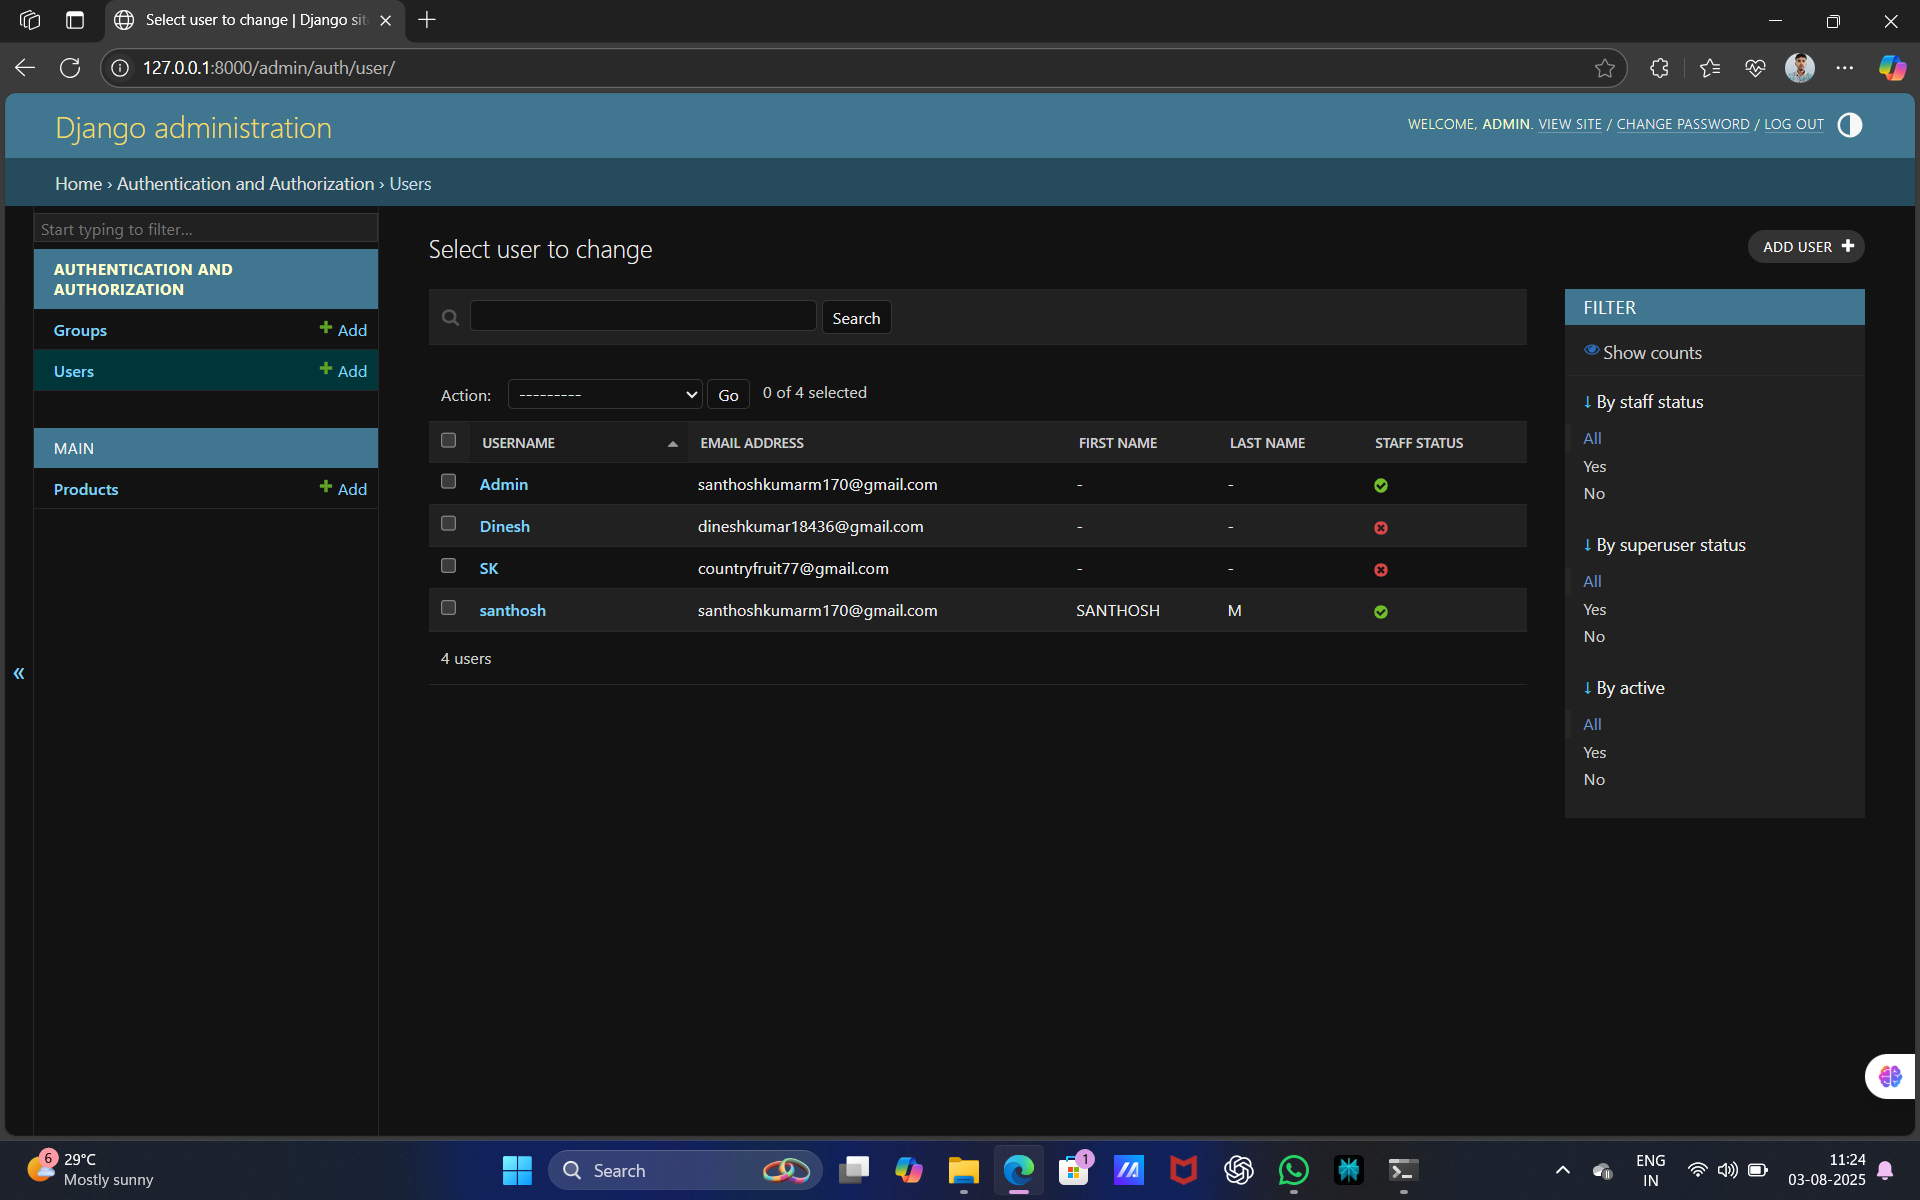 Select user to change | Django sit
127.0.0.1:8000/admin/auth/user/
Django administration
WELCOME, ADMIN. VIEW SITE / CHANGE PASSWORD / LOG OUT
Home › Authentication and Authorization › Users
Start typing to filter...
AUTHENTICATION AND
AUTHORIZATION
Groups + Add
Users + Add
MAIN
Products + Add
«
Select user to change
ADD USER +
Search
Action: --------- Go 0 of 4 selected
USERNAME EMAIL ADDRESS FIRST NAME LAST NAME STAFF STATUS
Admin santhoshkumarm170@gmail.com - -
Dinesh dineshkumar18436@gmail.com - -
SK countryfruit77@gmail.com - -
santhosh santhoshkumarm170@gmail.com SANTHOSH M
4 users
FILTER
Show counts
↓ By staff status
All
Yes
No
↓ By superuser status
All
Yes
No
↓ By active
All
Yes
No
6
29°C
Mostly sunny
Search
1
ENG
IN
11:24
03-08-2025